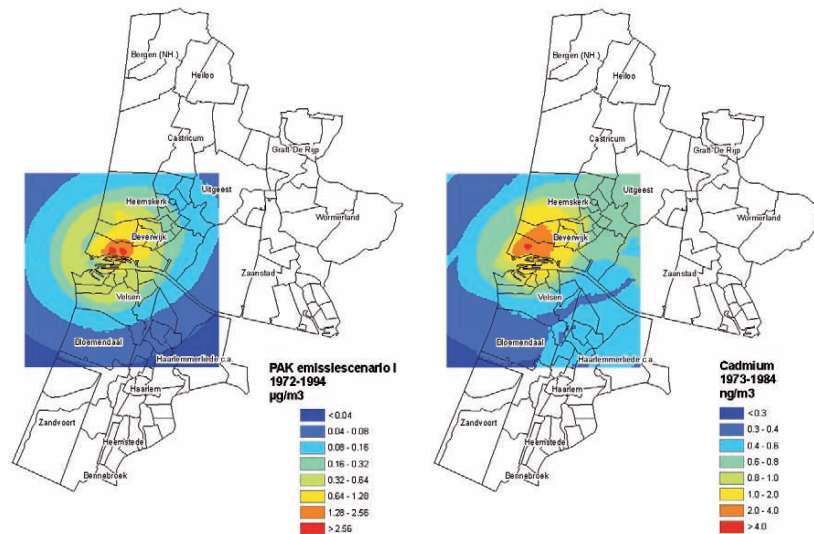 Bergen (NH.)
Heiloo
Castricum
Graft-De Rijp
Uitgeest
Heemskerk
Wormerland
Beverwijk
Zaanstad
Velsen
Bloemendaal
Haarlemmerliede c.a.
Haarlem
Zandvoort
Heemstede
Bennebroek
PAK emissiescenario I
1972-1994
µg/m3
< 0.04
0.04 - 0.08
0.08 - 0.16
0.16 - 0.32
0.32 - 0.64
0.64 - 1.28
1.28 - 2.56
> 2.56
Bergen (NH.)
Heiloo
Castricum
Graft-De Rijp
Uitgeest
Heemskerk
Wormerland
Beverwijk
Zaanstad
Velsen
Bloemendaal
Haarlemmerliede c.a.
Haarlem
Zandvoort
Heemstede
Bennebroek
Cadmium
1973-1984
ng/m3
< 0.3
0.3 - 0.4
0.4 - 0.6
0.6 - 0.8
0.8 - 1.0
1.0 - 2.0
2.0 - 4.0
> 4.0